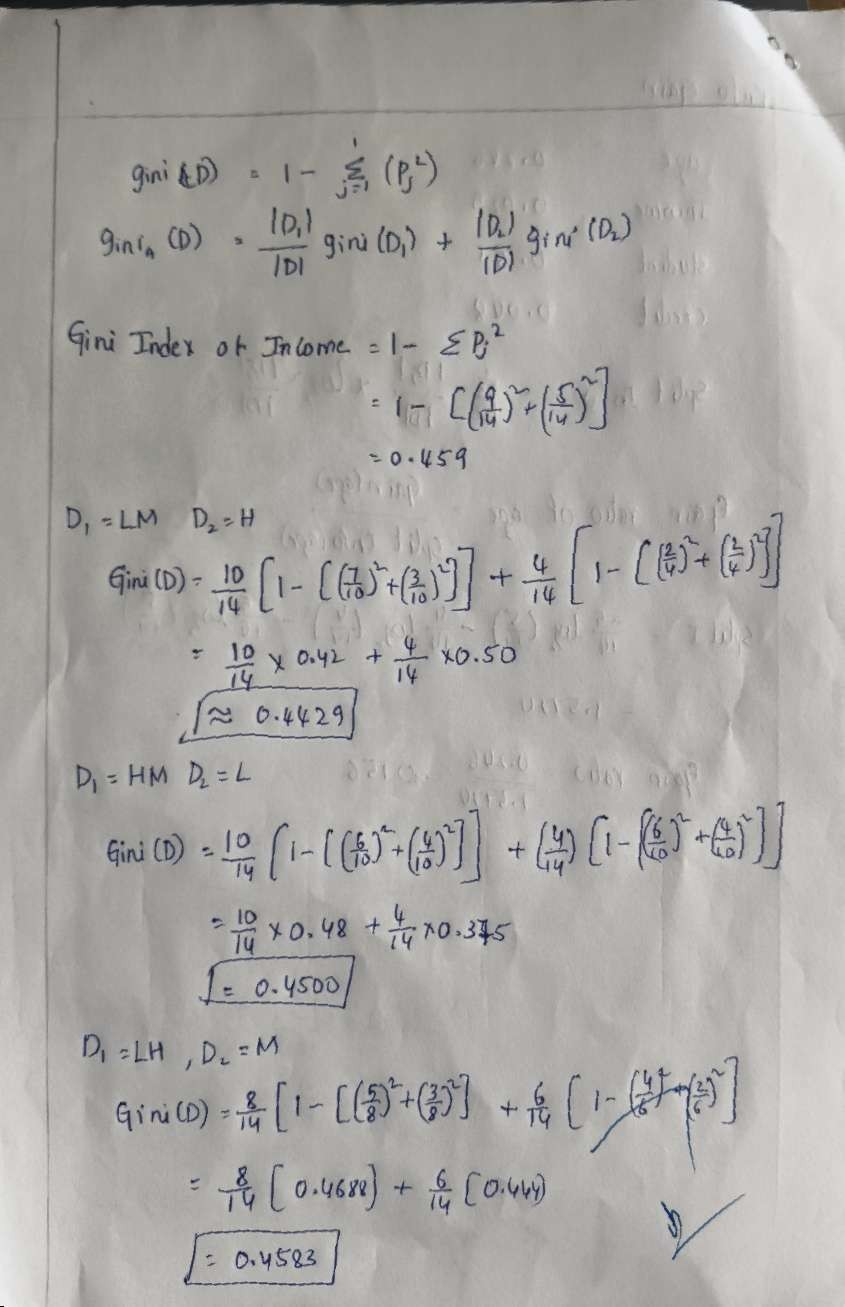 gini (D) = 1 - Σ j=1 (Pj²)
giniA (D) = |D₁|/|D| gini (D₁) + |D₂|/|D| gini (D₂)
Gini Index of Income = 1 - Σ Pj²
= 1 - [(9/14)² + (5/14)²]
= 0.459
D₁ = LM D₂ = H
Gini (D) = 10/14 [1 - [(7/10)² + (3/10)²]] + 4/14 [1 - [(2/4)² + (2/4)²]]
= 10/14 x 0.42 + 4/14 x 0.50
≈ 0.4429
D₁ = HM D₂ = L
Gini (D) = 10/14 [1 - [(6/10)² + (4/10)²]] + (4/14) [1 - [(6/10)² + (4/10)²]]
= 10/14 x 0.48 + 4/14 x 0.375
= 0.4500
D₁ = LH , D₂ = M
Gini (D) = 8/14 [1 - [(5/8)² + (3/8)²] + 6/14 [1 - (4/6)² + (2/6)²]
= 8/14 [0.4688) + 6/14 [0.444)
= 0.4583